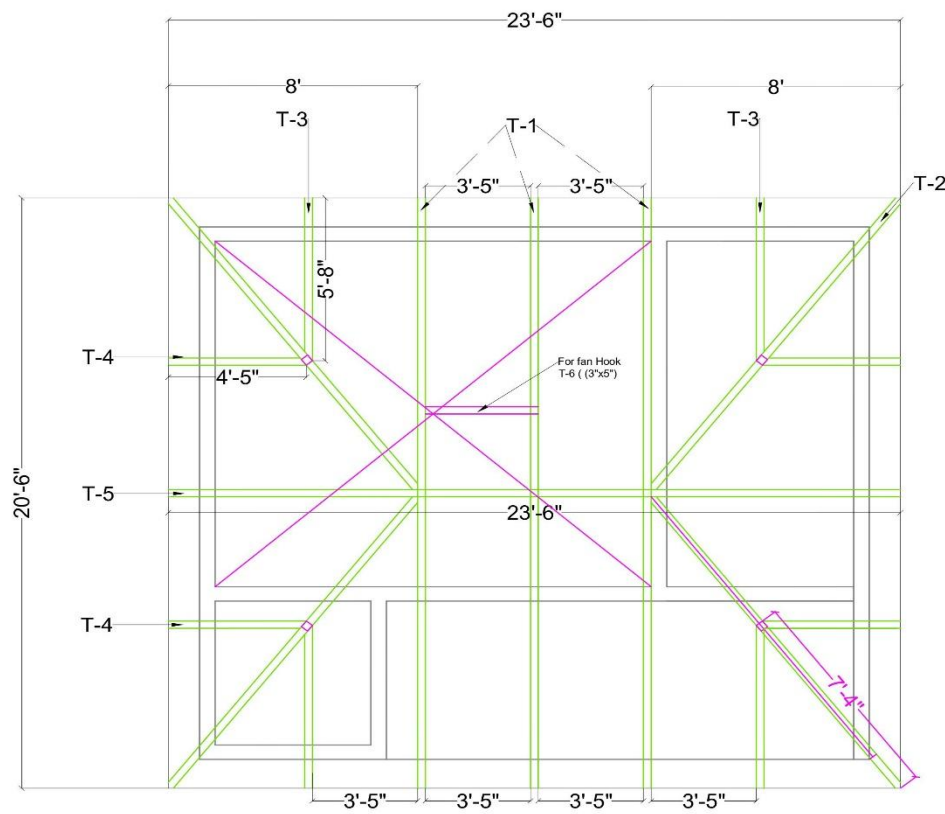 23'-6"
8'
8'
T-3
T-1
T-3
3'-5"
3'-5"
T-2
5'-8"
T-4
For fan Hook
T-6 ( (3"x5")
4'-5"
T-5
20'-6"
23'-6"
T-4
7'-4"
3'-5"
3'-5"
3'-5"
3'-5"